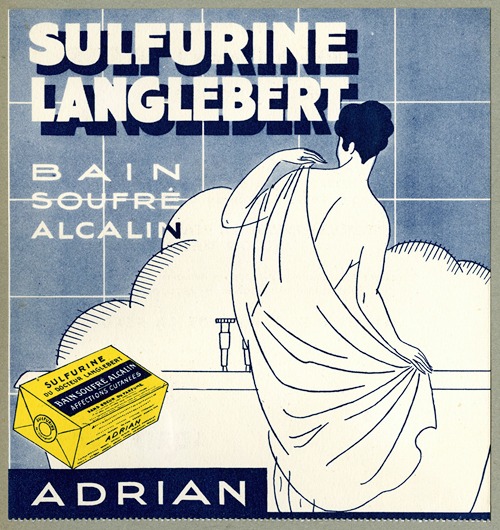 SULFURINE
LANGLEBERT
BAIN
SOUFRÉ
ALCALIN
SULFURINE
DU DOCTEUR LANGLEBERT
BAIN SOUFRÉ ALCALIN
AFFECTIONS CUTANÉES
ADRIAN
ADRIAN